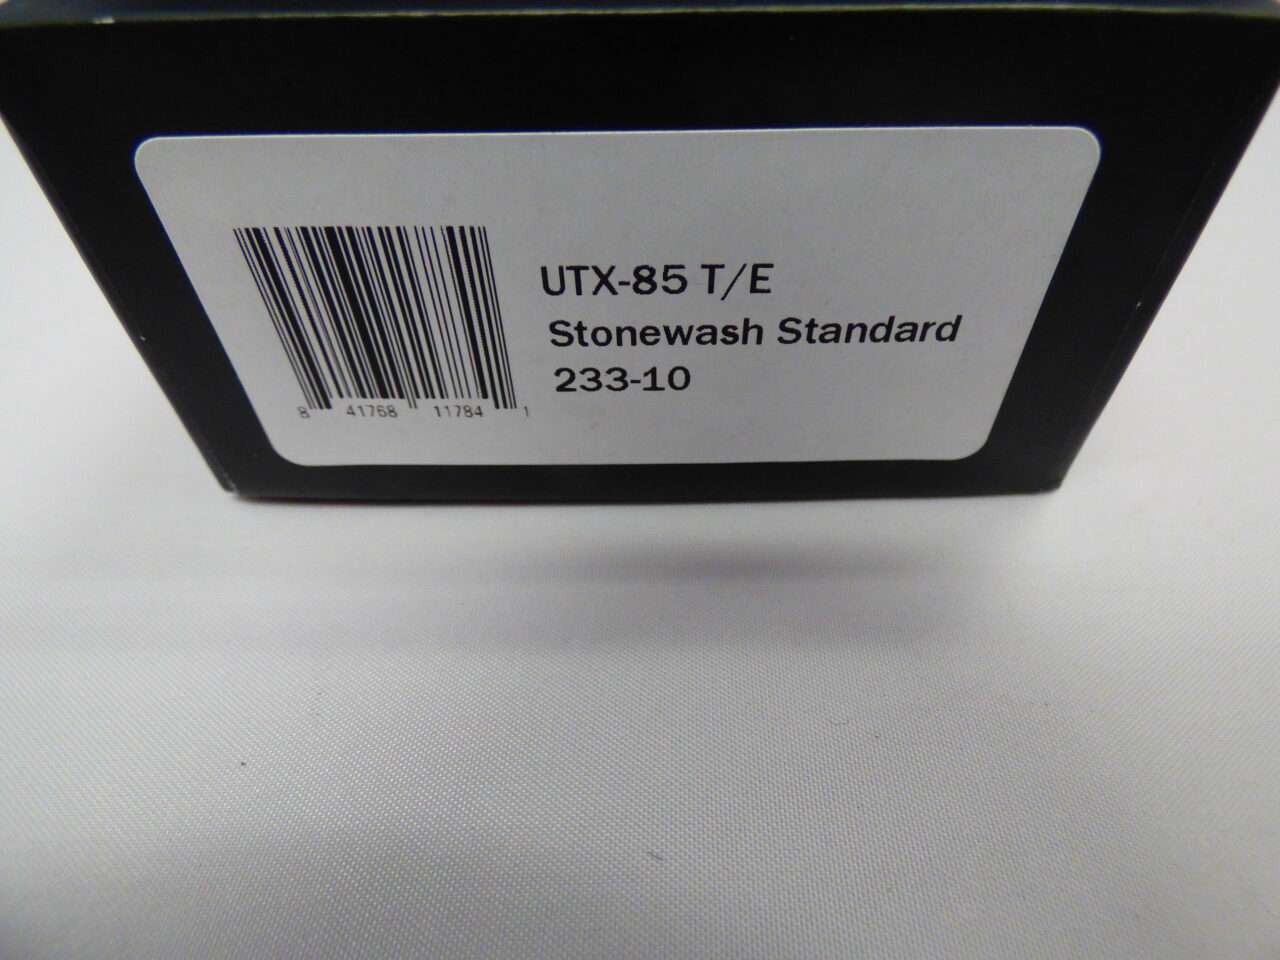 UTX-85 T/E
Stonewash Standard
233-10
8 41768 11784 1